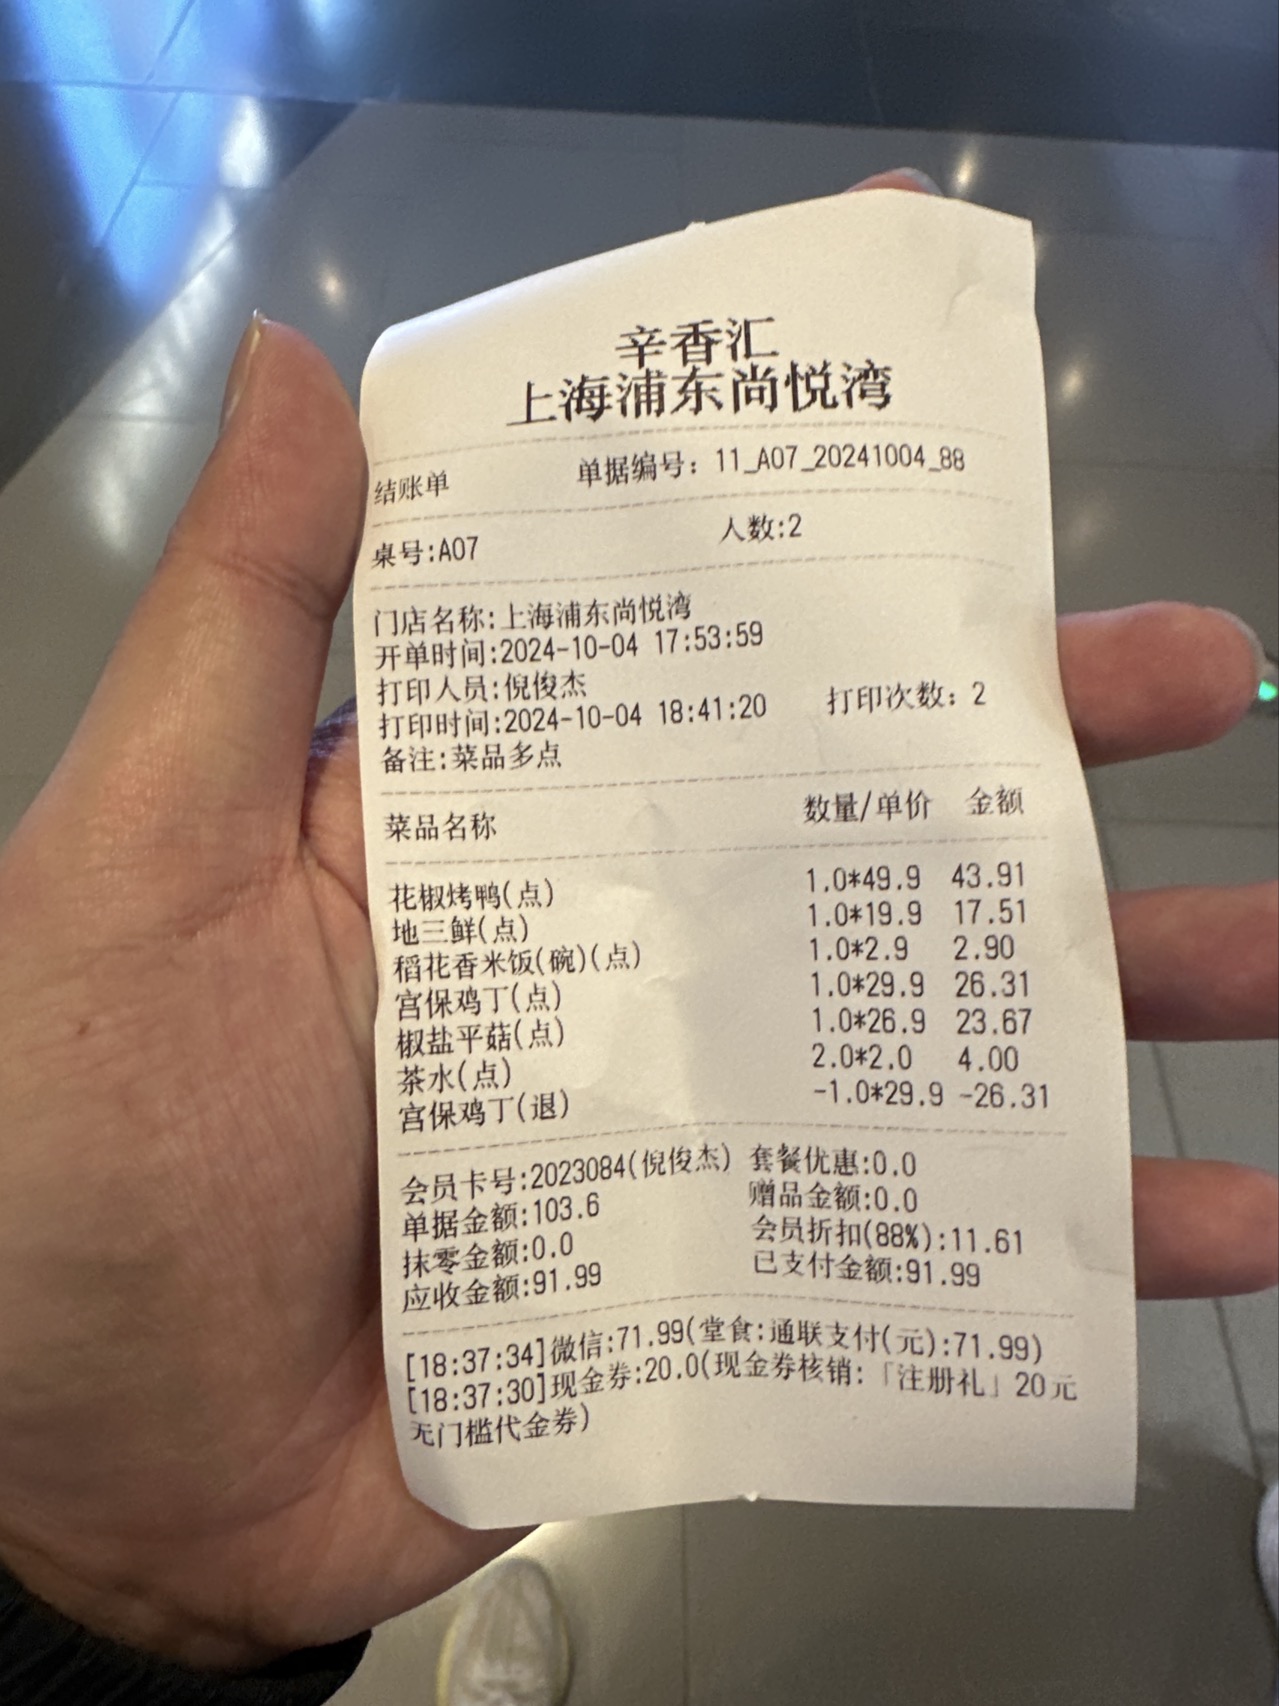 辛香汇
上海浦东尚悦湾
结账单 单据编号：11_A07_20241004_88
桌号:A07 人数:2
门店名称:上海浦东尚悦湾
开单时间:2024-10-04 17:53:59
打印人员:倪俊杰
打印时间:2024-10-04 18:41:20 打印次数：2
备注:菜品多点
菜品名称 数量/单价 金额
花椒烤鸭(点) 1.0*49.9 43.91
地三鲜(点) 1.0*19.9 17.51
稻花香米饭(碗)(点) 1.0*2.9 2.90
宫保鸡丁(点) 1.0*29.9 26.31
椒盐平菇(点) 1.0*26.9 23.67
茶水(点) 2.0*2.0 4.00
宫保鸡丁(退) -1.0*29.9 -26.31
会员卡号:2023084(倪俊杰) 套餐优惠:0.0
单据金额:103.6 赠品金额:0.0
抹零金额:0.0 会员折扣(88%):11.61
应收金额:91.99 已支付金额:91.99
[18:37:34]微信:71.99(堂食:通联支付(元):71.99)
[18:37:30]现金券:20.0(现金券核销:「注册礼」20元
无门槛代金券)